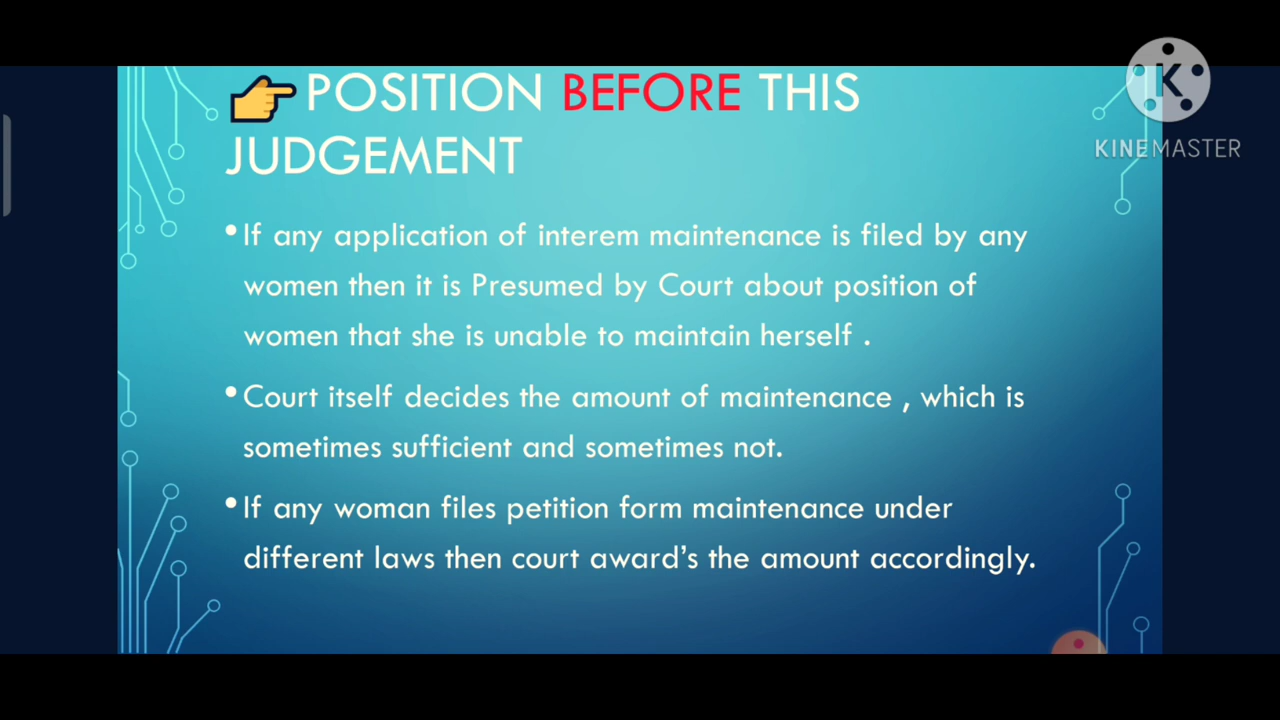 👉POSITION BEFORE THIS
JUDGEMENT
K
KINEMASTER
•If any application of interem maintenance is filed by any
women then it is Presumed by Court about position of
women that she is unable to maintain herself .
•Court itself decides the amount of maintenance , which is
sometimes sufficient and sometimes not.
•If any woman files petition form maintenance under
different laws then court award’s the amount accordingly.